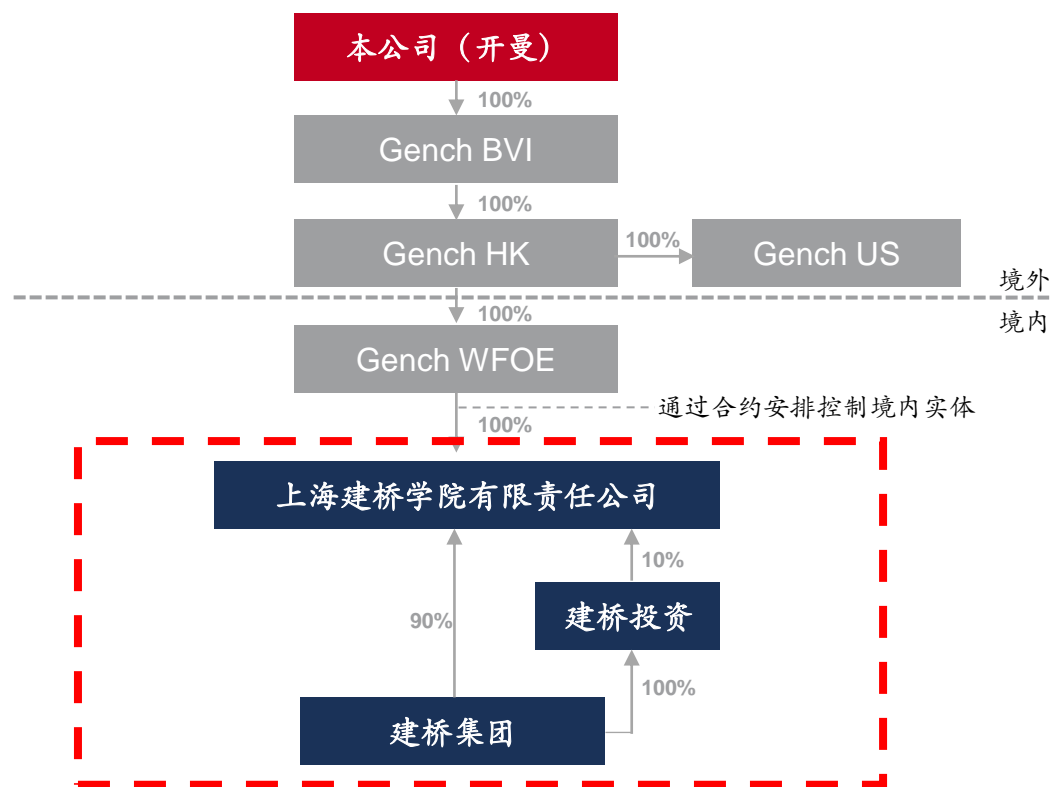 本公司（开曼）
100%
Gench BVI
100%
Gench HK
100%
Gench US
境外
100%
境内
Gench WFOE
通过合约安排控制境内实体
100%
上海建桥学院有限责任公司
10%
建桥投资
90%
100%
建桥集团